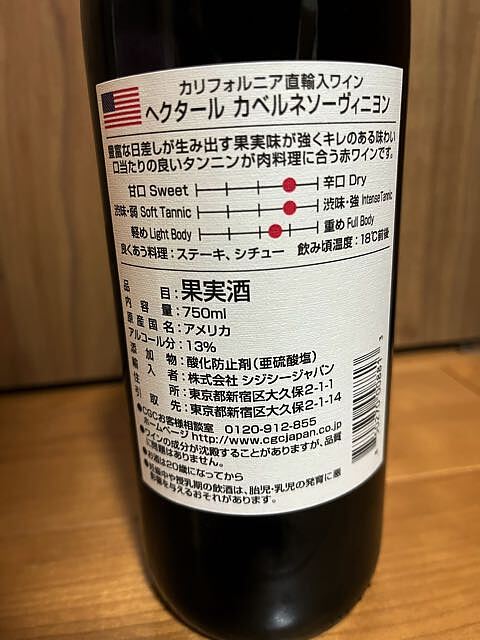 カリフォルニア直輸入ワイン
ヘクタール カベルネソーヴィニヨン
豊富な日差しが生み出す果実味が強くキレのある味わい
口当たりの良いタンニンが肉料理に合う赤ワインです。
甘口 Sweet 辛口 Dry
渋味・弱 Soft Tannic 渋味・強 Intense Tannic
軽め Light Body 重め Full Body
良くあう料理：ステーキ、シチュー 飲み頃温度：18℃前後
品目：果実酒
内容量：750ml
原産国名：アメリカ
アルコール分：13%
添加物：酸化防止剤（亜硫酸塩）
輸入者：株式会社 シジシージャパン
住所：東京都新宿区大久保2-1-1
引取先：東京都新宿区大久保2-1-14
●CGCお客様相談室 0120-912-855
ホームページ http://www.cgcjapan.co.jp
●ワインの成分が沈殿することがありますが、品質
に問題はありません。
●お酒は20歳になってから
●妊娠中や授乳期の飲酒は、胎児・乳児の発育に悪
影響を与えるおそれがあります。